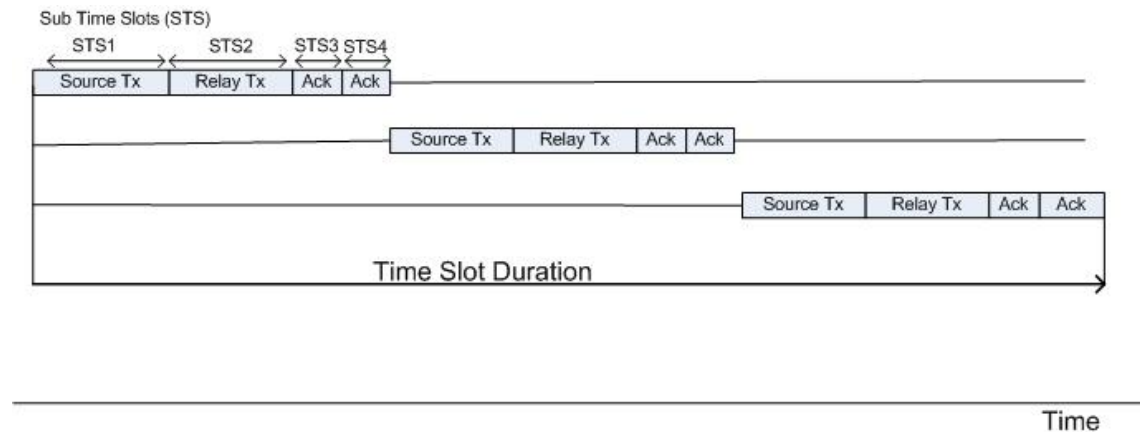 Sub Time Slots (STS)
STS1 STS2 STS3 STS4
Source Tx Relay Tx Ack Ack
Source Tx Relay Tx Ack Ack
Source Tx Relay Tx Ack Ack
Time Slot Duration
Time